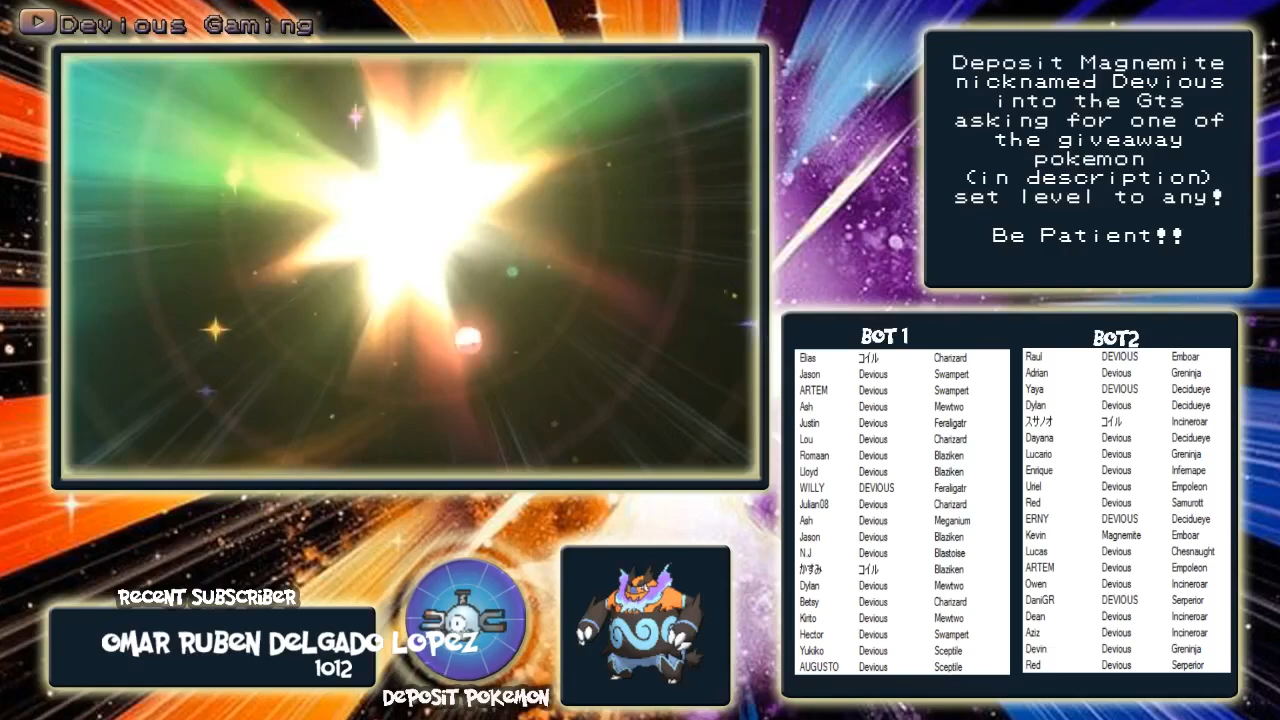 Devious Gaming
Deposit Magnemite
nicknamed Devious
into the Gts
asking for one of
the giveaway
pokemon
(in description)
set level to any!
Be Patient!!
BOT 1
Elias コイル Charizard
Jason Devious Swampert
ARTEM Devious Swampert
Ash Devious Mewtwo
Justin Devious Feraligatr
Lou Devious Charizard
Romaan Devious Blaziken
Lloyd Devious Blaziken
WILLY DEVIOUS Feraligatr
Julian08 Devious Charizard
Ash Devious Meganium
Jason Devious Blaziken
N.J Devious Blastoise
かすみ コイル Blaziken
Dylan Devious Mewtwo
Betsy Devious Charizard
Kirito Devious Mewtwo
Hector Devious Swampert
Yukiko Devious Sceptile
AUGUSTO Devious Sceptile
BOT2
Raul DEVIOUS Emboar
Adrian Devious Greninja
Yaya DEVIOUS Decidueye
Dylan Devious Decidueye
スサノオ コイル Incineroar
Dayana Devious Decidueye
Lucario Devious Greninja
Enrique Devious Infernape
Uriel Devious Empoleon
Red Devious Samurott
ERNY DEVIOUS Decidueye
Kevin Magnemite Emboar
Lucas Devious Chesnaught
ARTEM Devious Empoleon
Owen Devious Incineroar
DaniGR DEVIOUS Serperior
Dean Devious Incineroar
Aziz Devious Incineroar
Devin Devious Greninja
Red Devious Serperior
RECENT SUBSCRIBER
OMAR RUBEN DELGADO LOPEZ
1012
DEPOSIT POKEMON